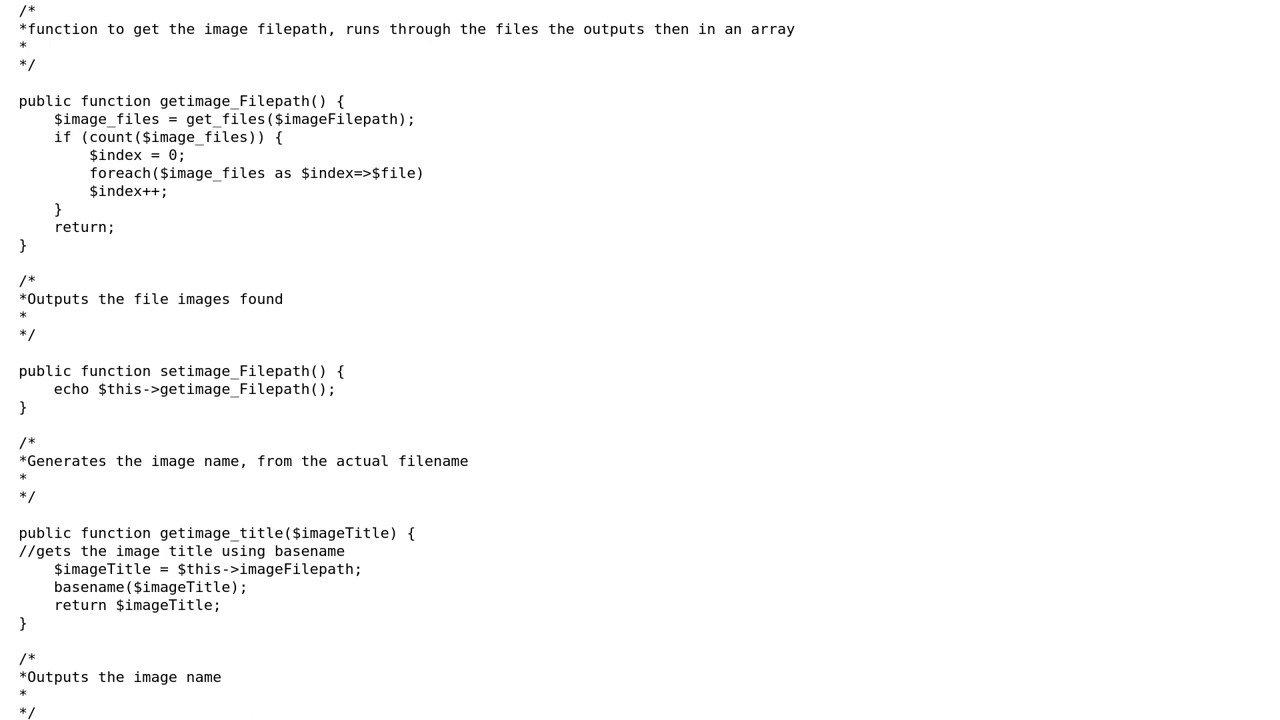 /*
*function to get the image filepath, runs through the files the outputs then in an array
*
*/
public function getimage_Filepath() {
$image_files = get_files($imageFilepath);
if (count($image_files)) {
$index = 0;
foreach($image_files as $index=>$file)
$index++;
}
return;
}
/*
*Outputs the file images found
*
*/
public function setimage_Filepath() {
echo $this->getimage_Filepath();
}
/*
*Generates the image name, from the actual filename
*
*/
public function getimage_title($imageTitle) {
//gets the image title using basename
$imageTitle = $this->imageFilepath;
basename($imageTitle);
return $imageTitle;
}
/*
*Outputs the image name
*
*/